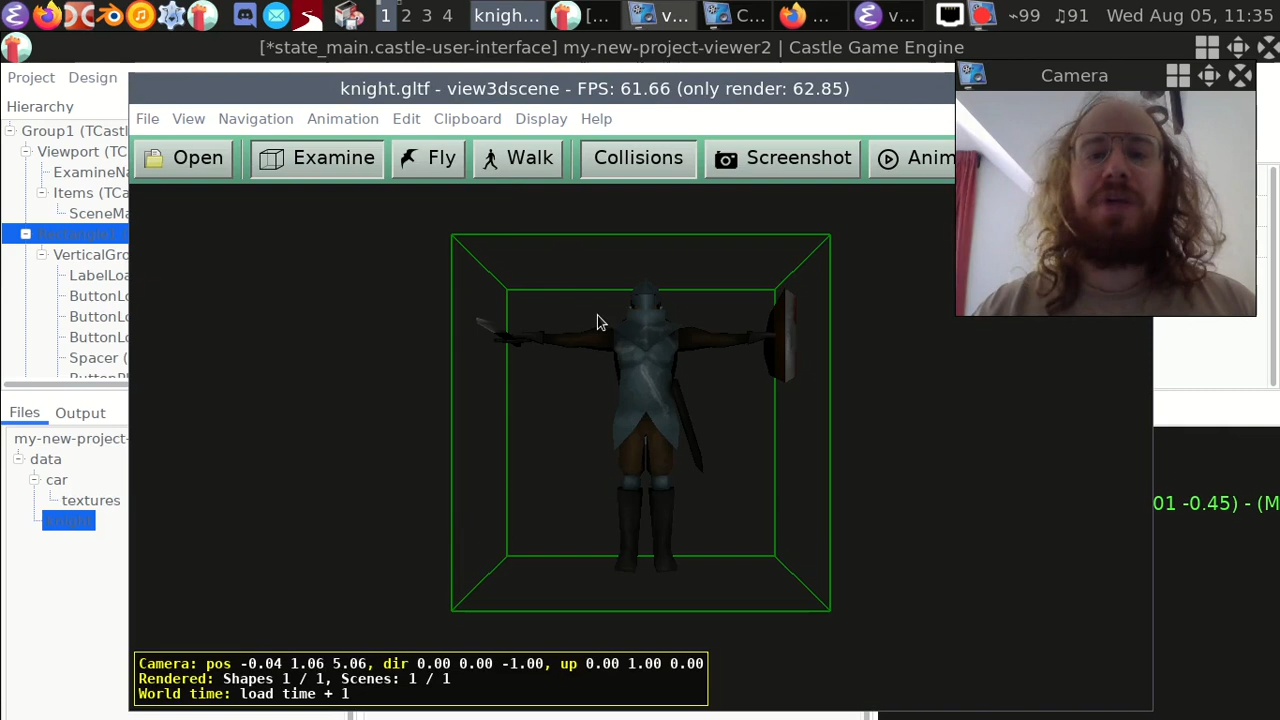 1 2 3 4 knigh... [... v... C... ... v... ⌁99 ♫91 Wed Aug 05, 11:35
[*state_main.castle-user-interface] my-new-project-viewer2 | Castle Game Engine
Project Design
Hierarchy
Group1 (TCastl
Viewport (TC
ExamineNa
Items (TCa
SceneMa
Rectangle1
VerticalGro
LabelLoa
ButtonLo
ButtonLo
ButtonLo
Spacer (
ButtonPl
Files Output
my-new-project-
data
car
textures
knight
knight.gltf - view3dscene - FPS: 61.66 (only render: 62.85)
File View Navigation Animation Edit Clipboard Display Help
Open Examine Fly Walk Collisions Screenshot Anim
Camera
Camera: pos -0.04 1.06 5.06, dir 0.00 0.00 -1.00, up 0.00 1.00 0.00
Rendered: Shapes 1 / 1, Scenes: 1 / 1
World time: load time + 1
01 -0.45) - (M